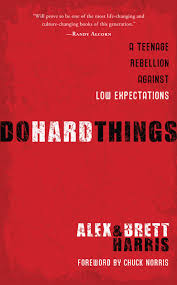 "Will prove to be one of the most life-changing and
culture-changing books of this generation."
—RANDY ALCORN
A TEENAGE
REBELLION
AGAINST
LOW EXPECTATIONS
DOHARDTHINGS
ALEX&BRETT
HARRIS
FOREWORD BY CHUCK NORRIS